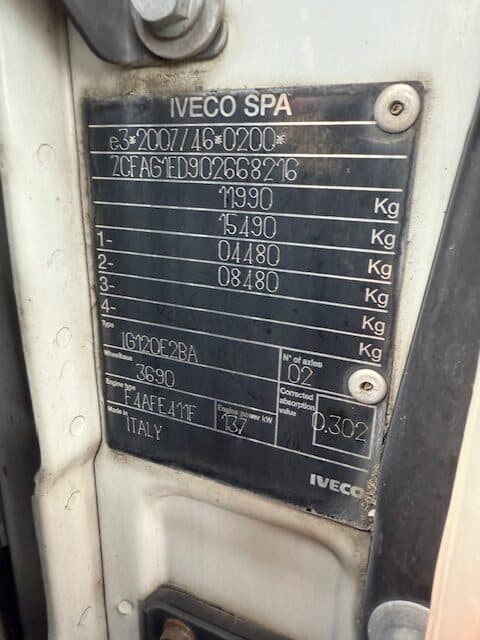 IVECO SPA
e3*2007/46*0200*
ZCFAG1ED902668216
11990 Kg
15490 Kg
1- 04480 Kg
2- 08480 Kg
3- Kg
4- Kg
Type IG120E2BA
N° of axles 02
Wheelbase 3690
Engine type F4AFE411F
Engine power kW 137
Corrected absorption value 0.302
Made in ITALY
IVECO